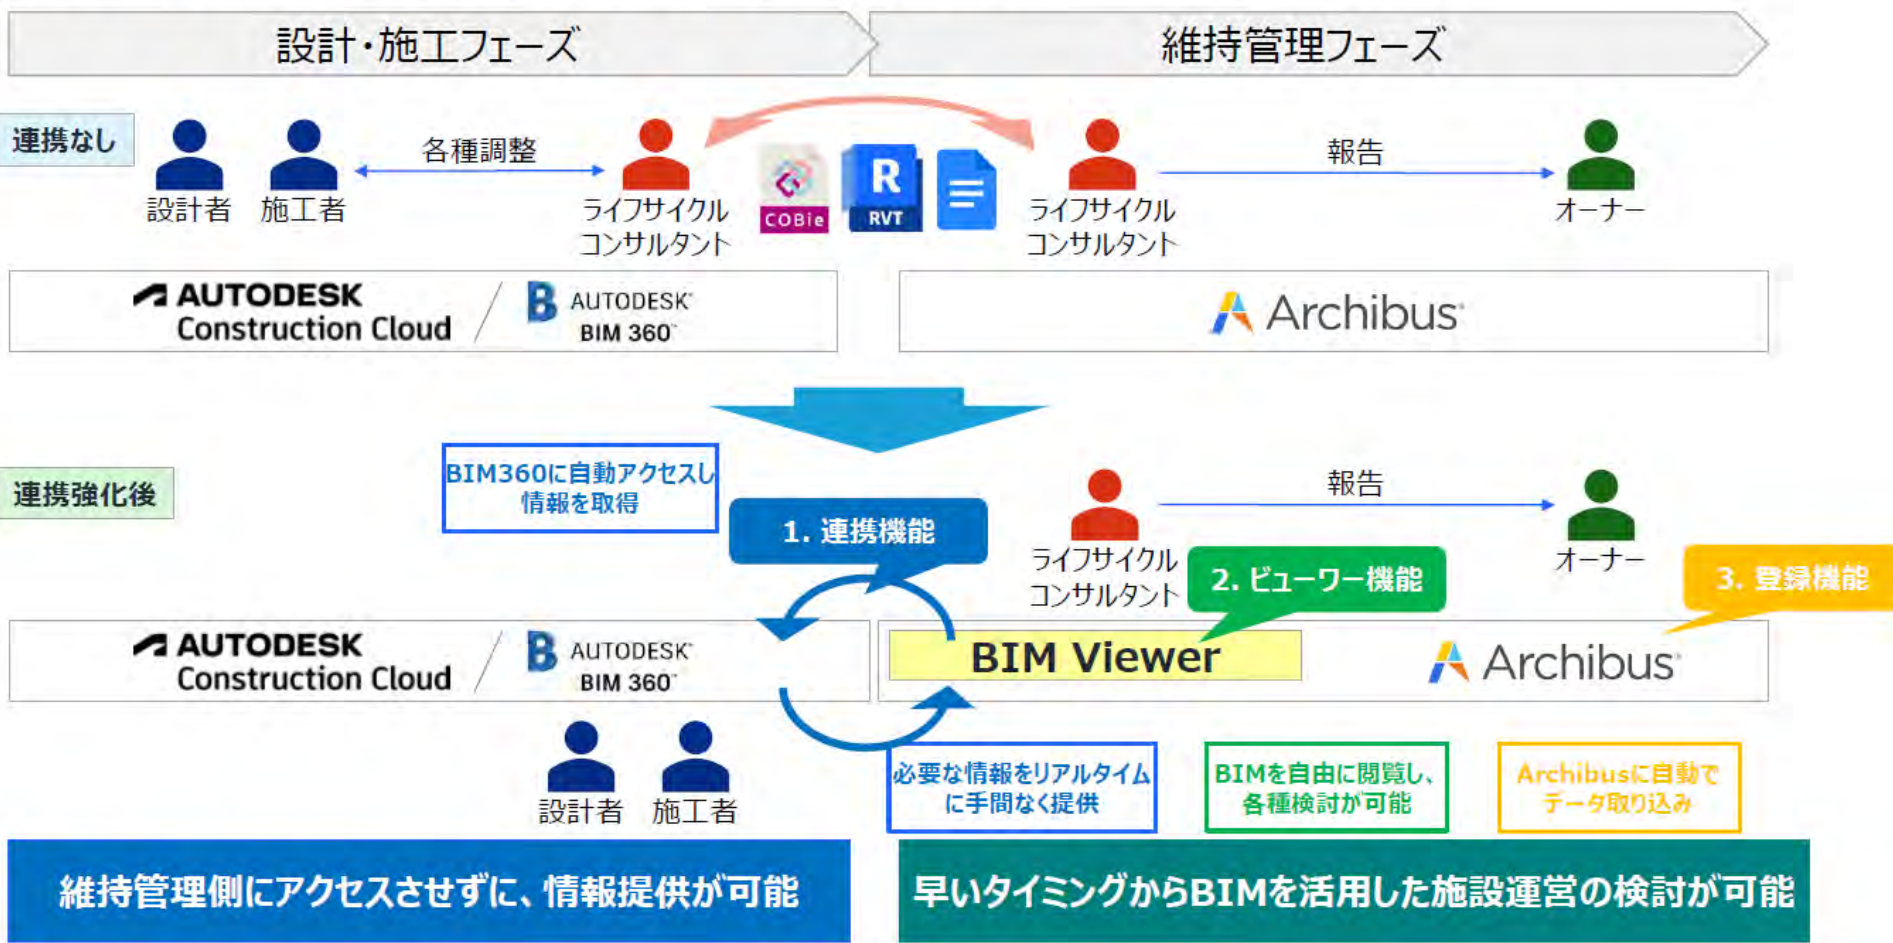 設計・施工フェーズ
維持管理フェーズ
連携なし
各種調整
報告
設計者
施工者
ライフサイクル
コンサルタント
COBie
R
RVT
ライフサイクル
コンサルタント
オーナー
AUTODESK
Construction Cloud
B AUTODESK
BIM 360
Archibus
連携強化後
BIM360に自動アクセスし
情報を取得
1. 連携機能
報告
ライフサイクル
コンサルタント
2. ビューワー機能
オーナー
3. 登録機能
AUTODESK
Construction Cloud
B AUTODESK
BIM 360
BIM Viewer
Archibus
設計者
施工者
必要な情報をリアルタイム
に手間なく提供
BIMを自由に閲覧し、
各種検討が可能
Archibusに自動で
データ取り込み
維持管理側にアクセスさせずに、情報提供が可能
早いタイミングからBIMを活用した施設運営の検討が可能